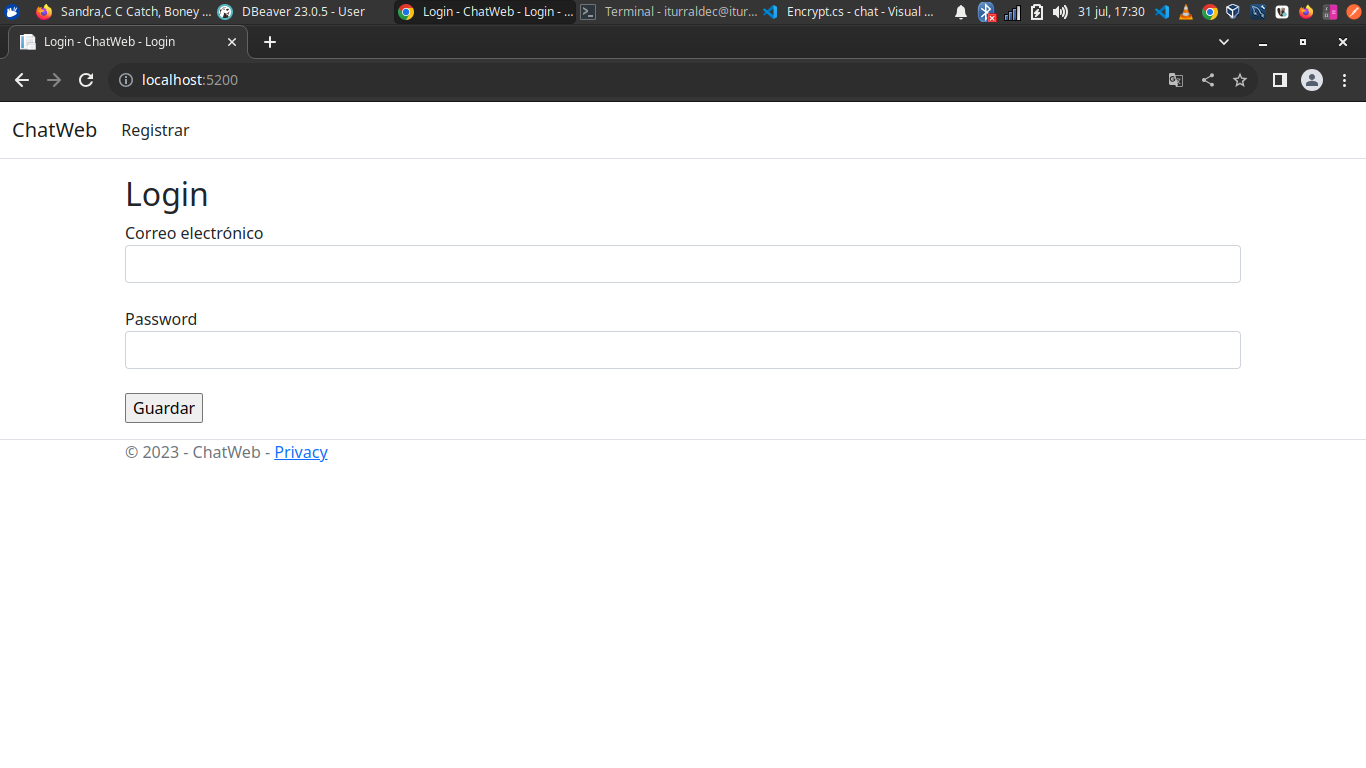 Sandra,C C Catch, Boney ...
DBeaver 23.0.5 - User
Login - ChatWeb - Login - ...
Terminal - iturraldec@itur...
Encrypt.cs - chat - Visual ...
31 jul, 17:30
Login - ChatWeb - Login
localhost:5200
ChatWeb
Registrar
Login
Correo electrónico
Password
Guardar
© 2023 - ChatWeb - Privacy